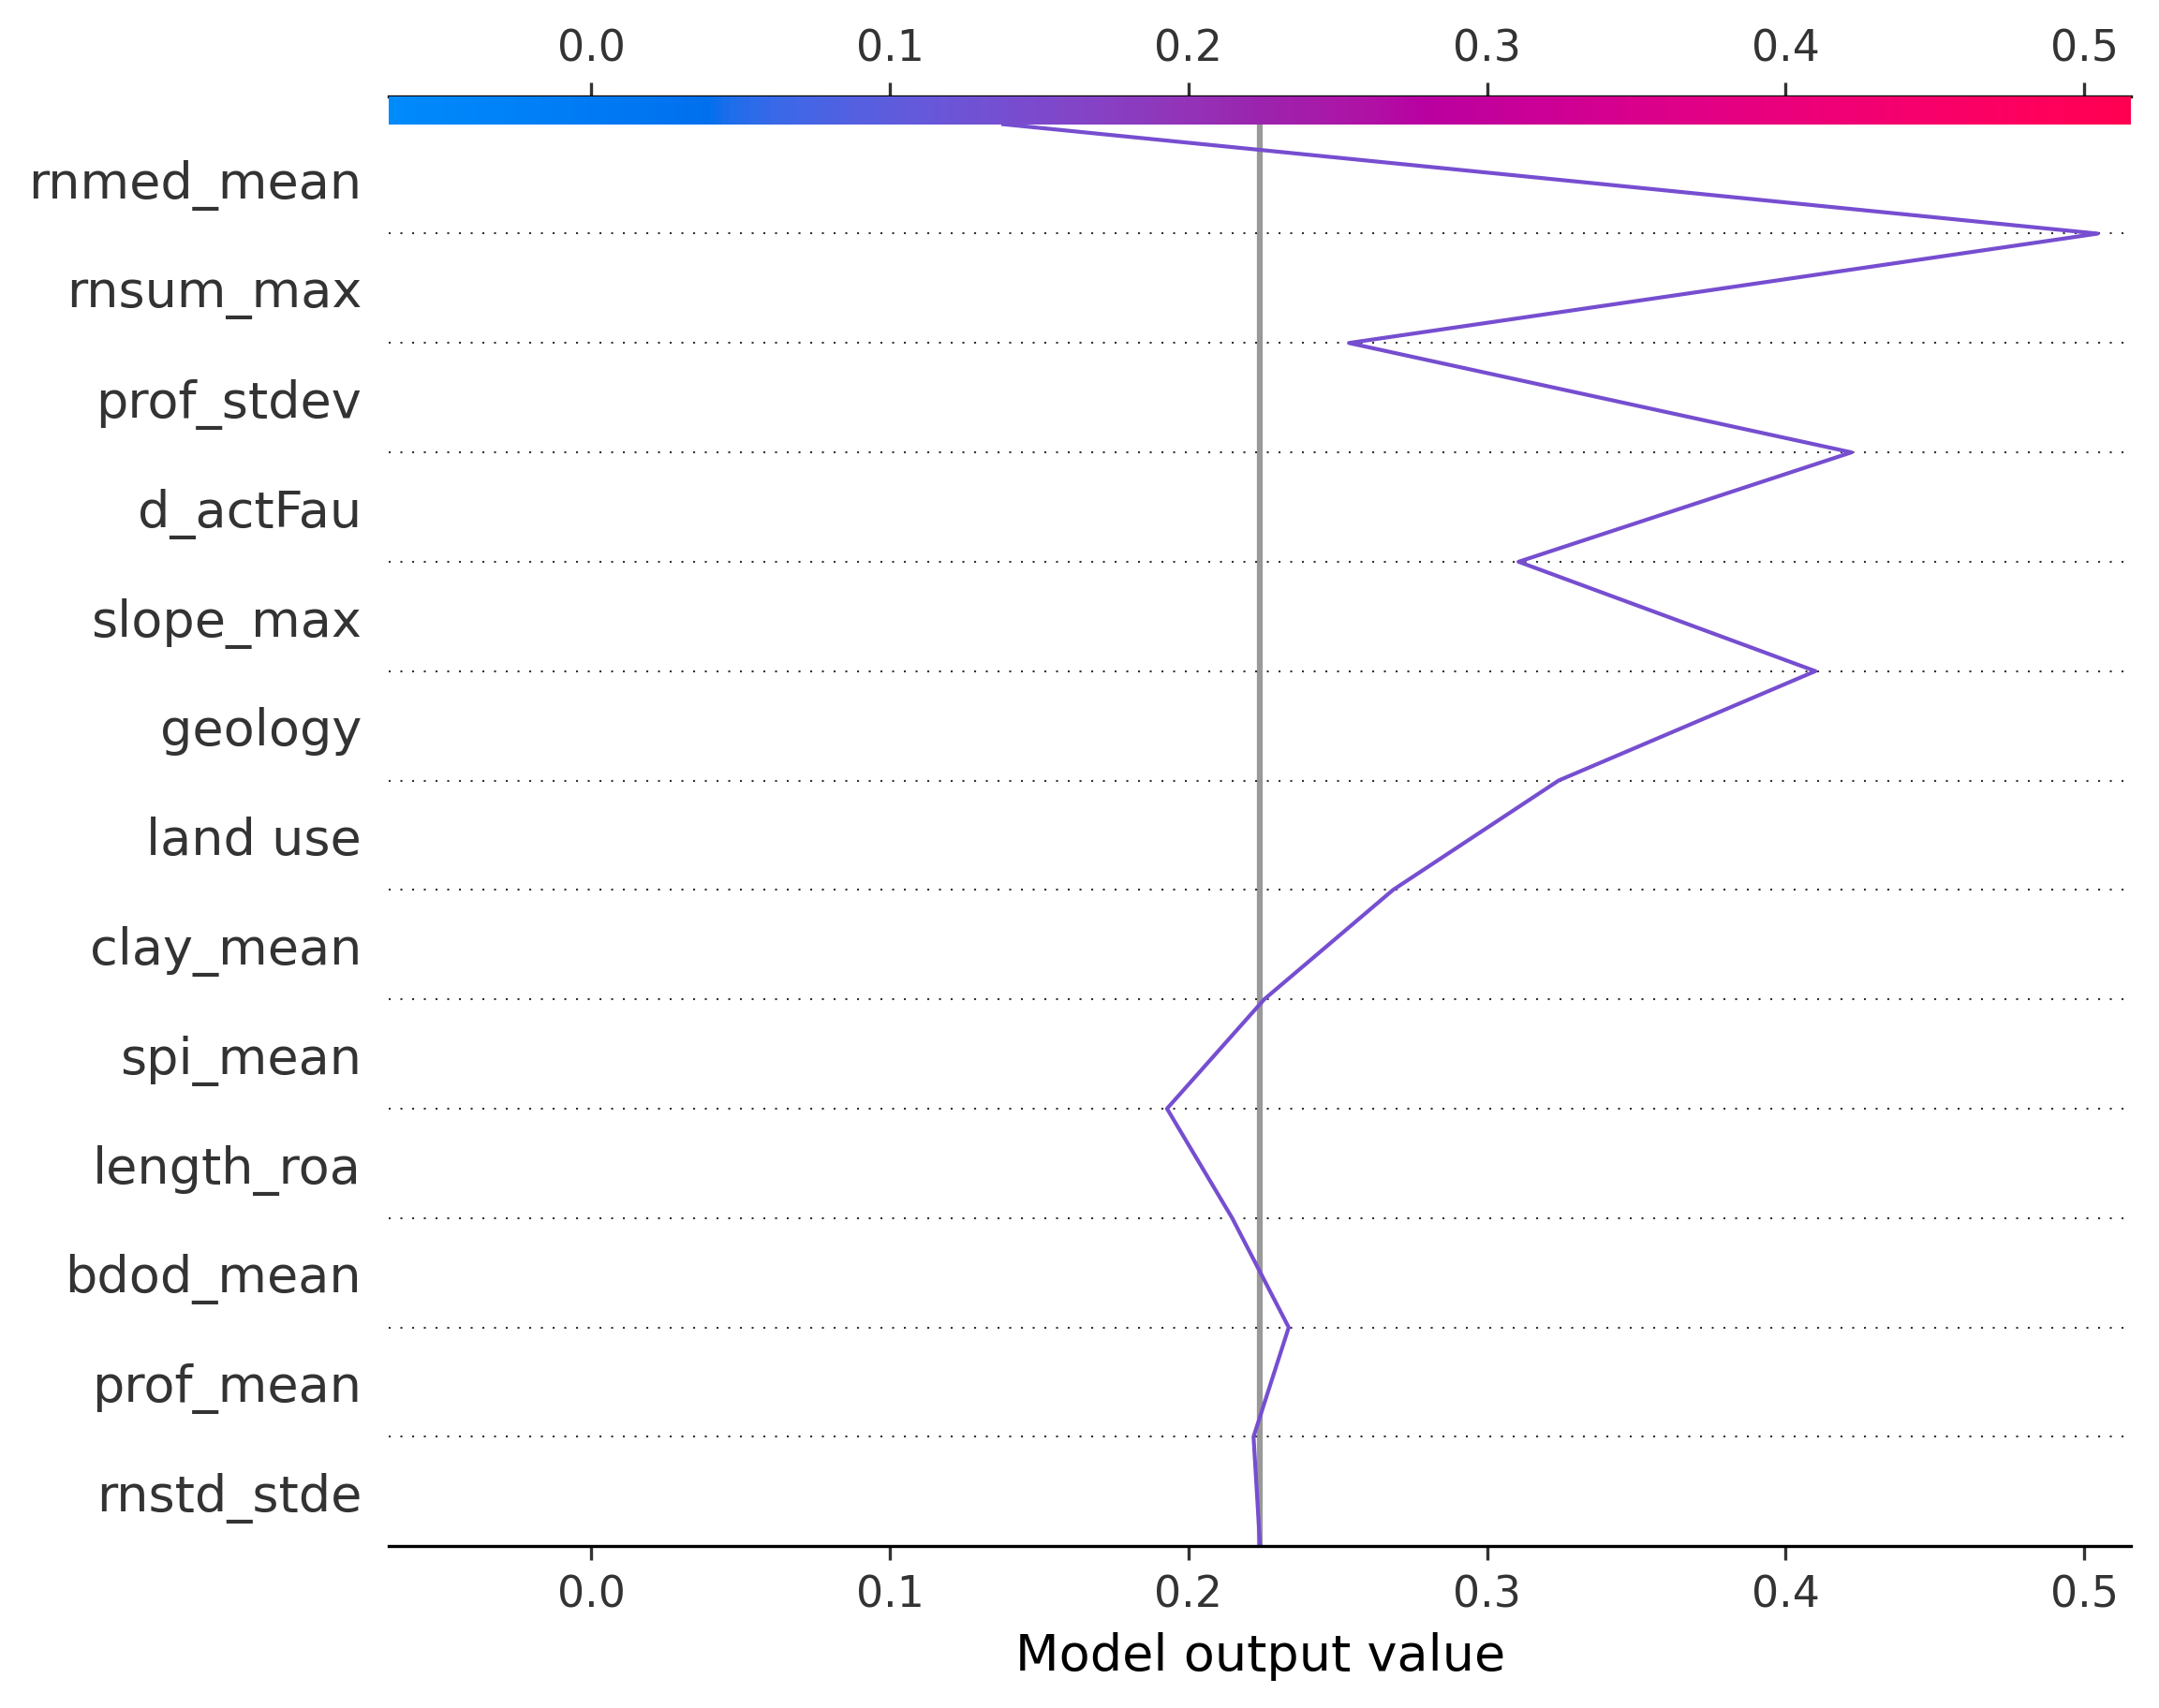 0.0 0.1 0.2 0.3 0.4 0.5
rnmed_mean
rnsum_max
prof_stdev
d_actFau
slope_max
geology
land use
clay_mean
spi_mean
length_roa
bdod_mean
prof_mean
rnstd_stde
0.0 0.1 0.2 0.3 0.4 0.5
Model output value